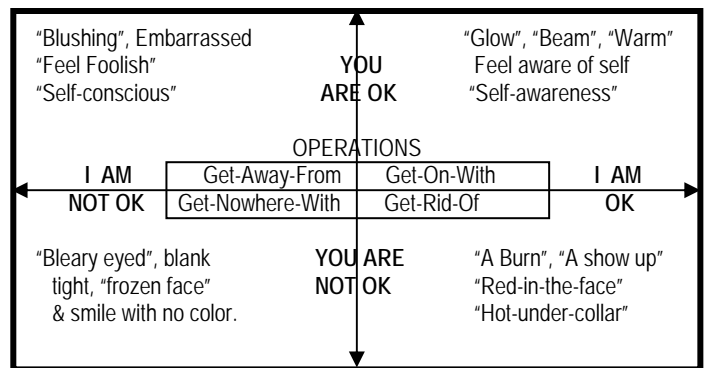 "Blushing", Embarrassed
"Feel Foolish"
"Self-conscious"
YOU
ARE OK
"Glow", "Beam", "Warm"
Feel aware of self
"Self-awareness"
OPERATIONS
I AM
NOT OK
Get-Away-From
Get-On-With
Get-Nowhere-With
Get-Rid-Of
I AM
OK
"Bleary eyed", blank
tight, "frozen face"
& smile with no color.
YOU ARE
NOT OK
"A Burn", "A show up"
"Red-in-the-face"
"Hot-under-collar"